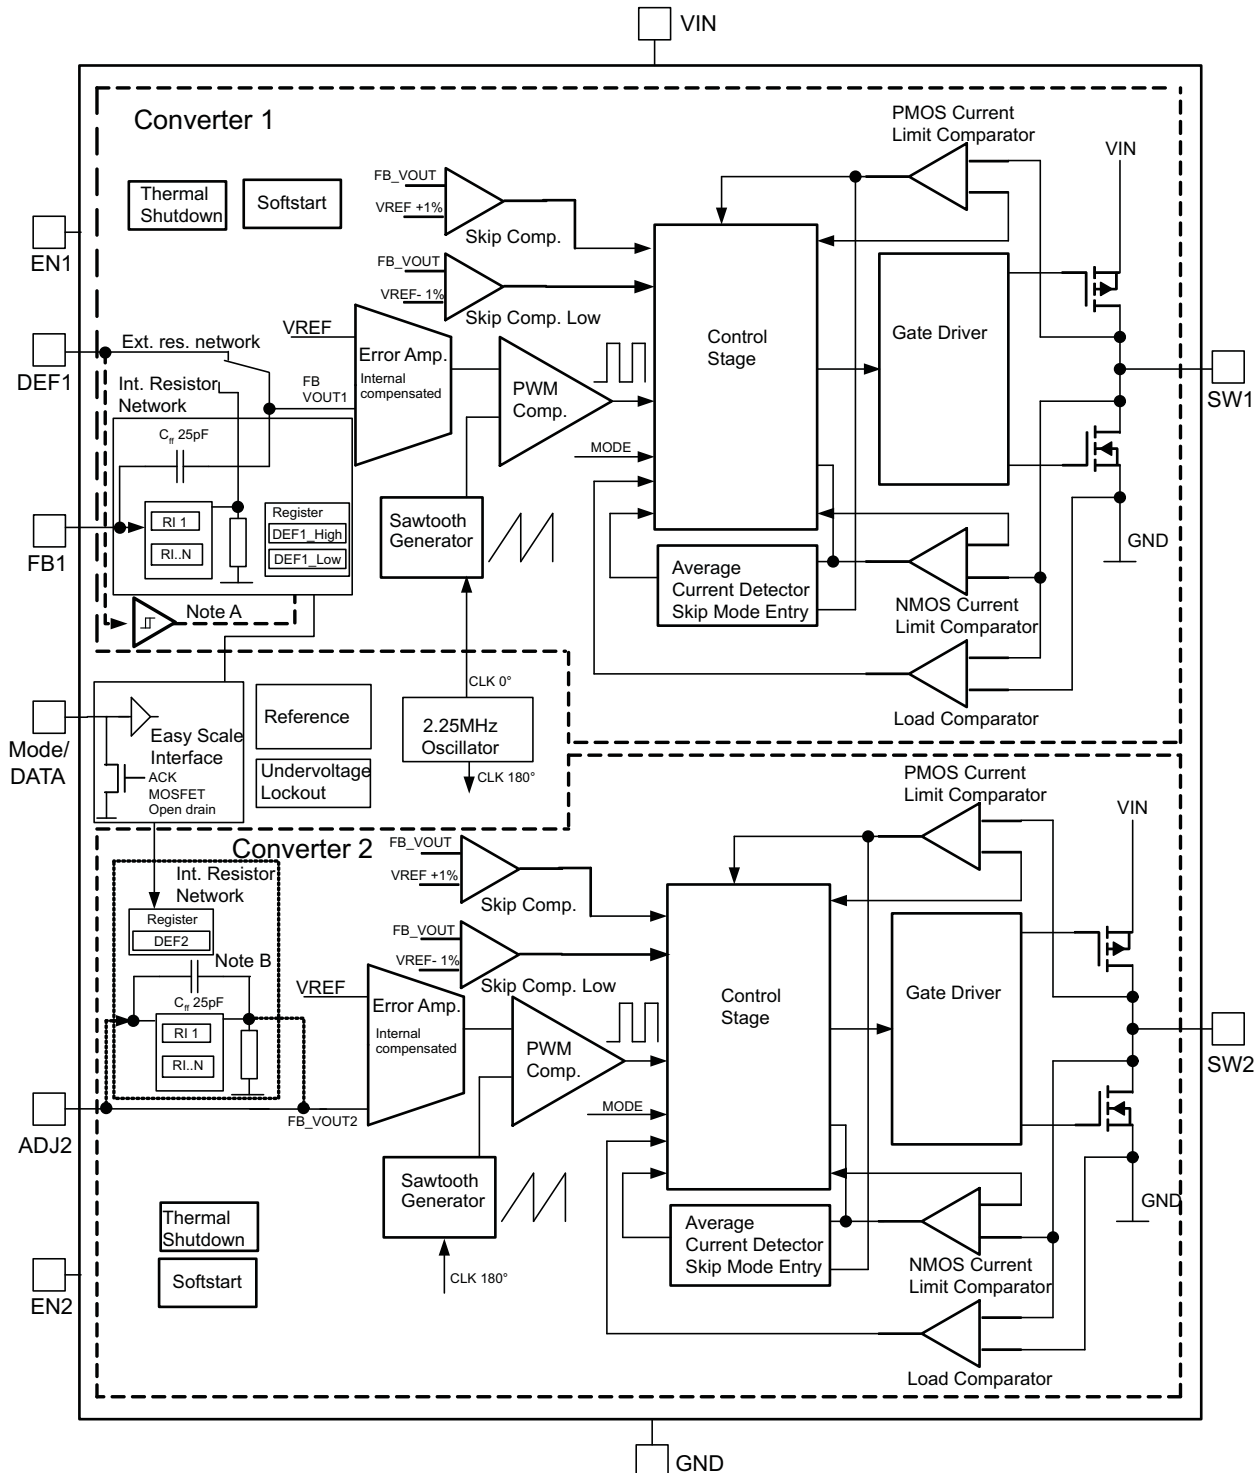 VIN
Converter 1
PMOS Current
Limit Comparator
VIN
Thermal
Shutdown
Softstart
FB_VOUT
VREF +1%
Skip Comp.
EN1
FB_VOUT
VREF- 1%
Skip Comp. Low
Control
Stage
Gate Driver
VREF
Ext. res. network
DEF1
Error Amp.
Internal
compensated
Int. Resistor
Network
FB
VOUT1
PWM
Comp.
SW1
Cff 25pF
MODE
FB1
RI 1
RI..N
Register
DEF1_High
DEF1_Low
Sawtooth
Generator
GND
Average
Current Detector
Skip Mode Entry
NMOS Current
Limit Comparator
Note A
CLK 0°
Load Comparator
Mode/
DATA
Easy Scale
Interface
ACK
MOSFET
Open drain
Reference
2.25MHz
Oscillator
Undervoltage
Lockout
CLK 180°
PMOS Current
Limit Comparator
VIN
Converter 2
FB_VOUT
VREF +1%
Skip Comp.
Int. Resistor
Network
Register
DEF2
Note B
Cff 25pF
RI 1
RI..N
FB_VOUT
VREF- 1%
Skip Comp. Low
VREF
Error Amp.
Internal
compensated
Control
Stage
Gate Driver
PWM
Comp.
SW2
MODE
ADJ2
FB_VOUT2
Sawtooth
Generator
CLK 180°
Thermal
Shutdown
Softstart
EN2
GND
Average
Current Detector
Skip Mode Entry
NMOS Current
Limit Comparator
Load Comparator
GND